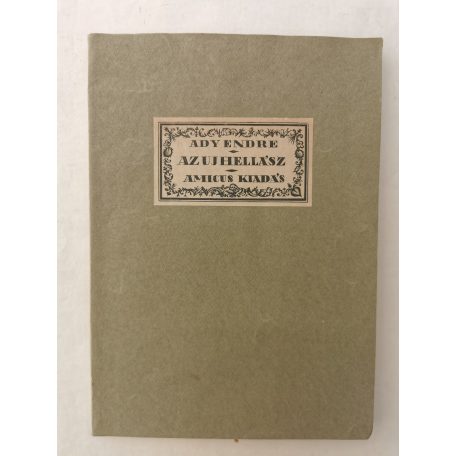 ADY ENDRE
AZ UJ HELLÁSZ
AMICUS KIADÁS